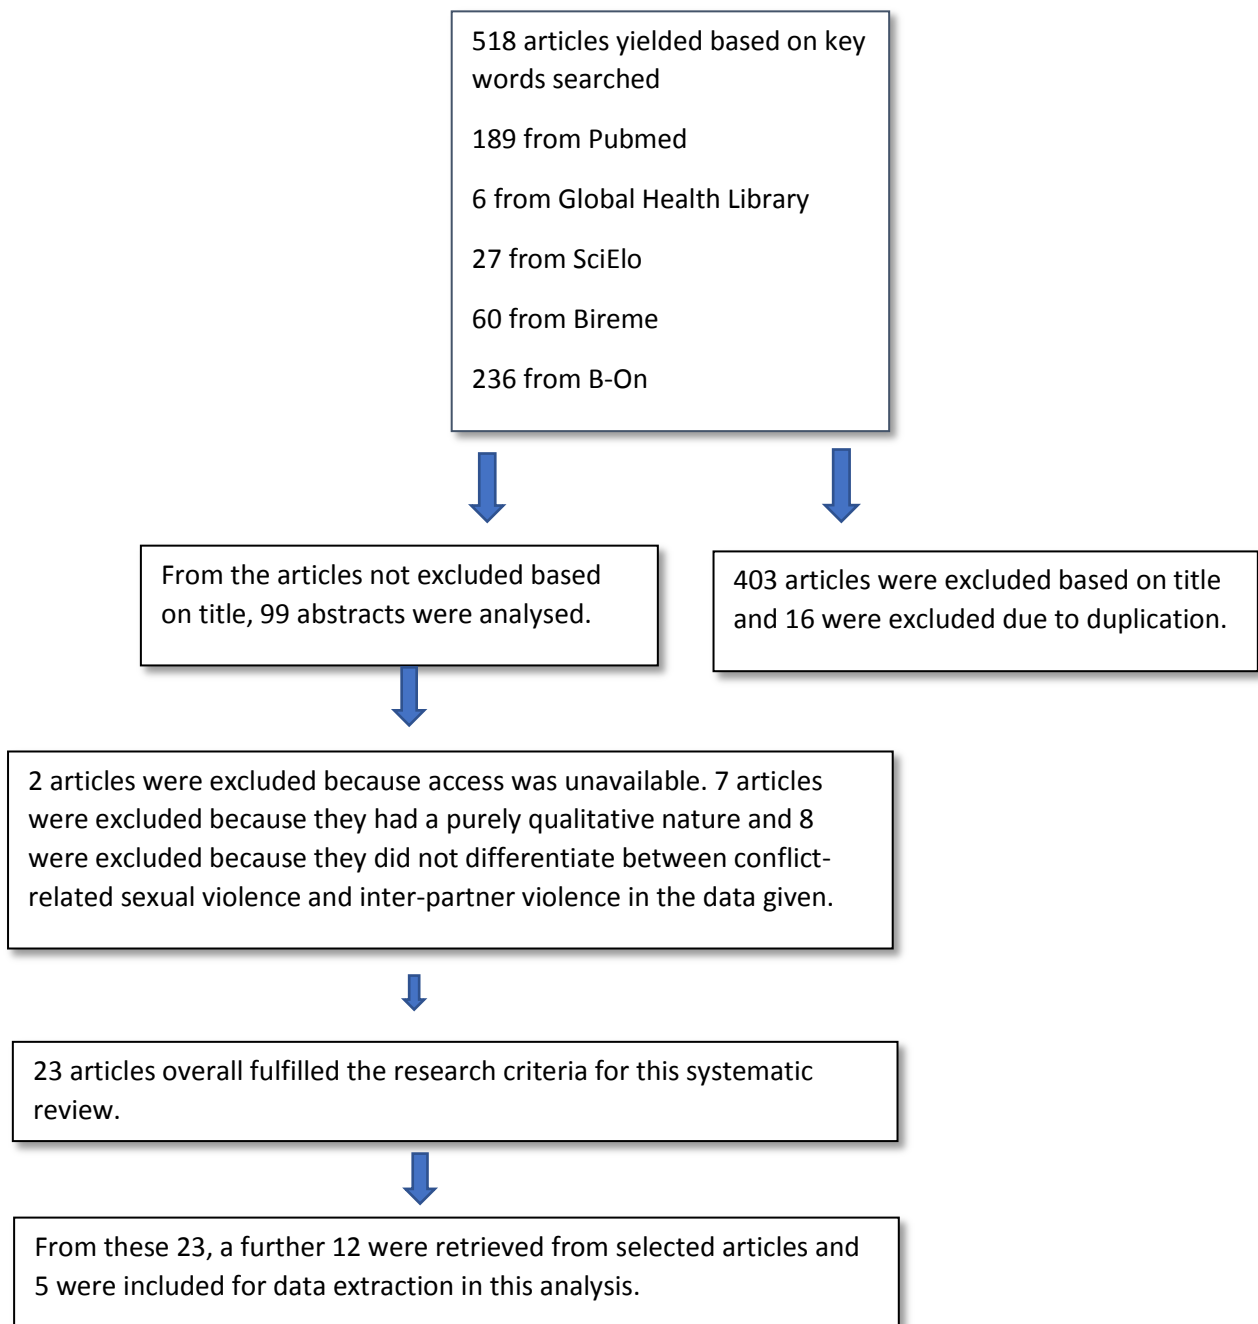 518 articles yielded based on key
words searched
189 from Pubmed
6 from Global Health Library
27 from SciElo
60 from Bireme
236 from B-On
From the articles not excluded based
on title, 99 abstracts were analysed.
403 articles were excluded based on title
and 16 were excluded due to duplication.
2 articles were excluded because access was unavailable. 7 articles
were excluded because they had a purely qualitative nature and 8
were excluded because they did not differentiate between conflict-
related sexual violence and inter-partner violence in the data given.
23 articles overall fulfilled the research criteria for this systematic
review.
From these 23, a further 12 were retrieved from selected articles and
5 were included for data extraction in this analysis.